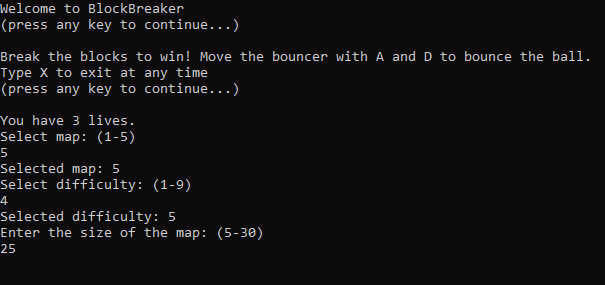 Welcome to BlockBreaker
(press any key to continue...)
Break the blocks to win! Move the bouncer with A and D to bounce the ball.
Type X to exit at any time
(press any key to continue...)
You have 3 lives.
Select map: (1-5)
5
Selected map: 5
Select difficulty: (1-9)
4
Selected difficulty: 5
Enter the size of the map: (5-30)
25